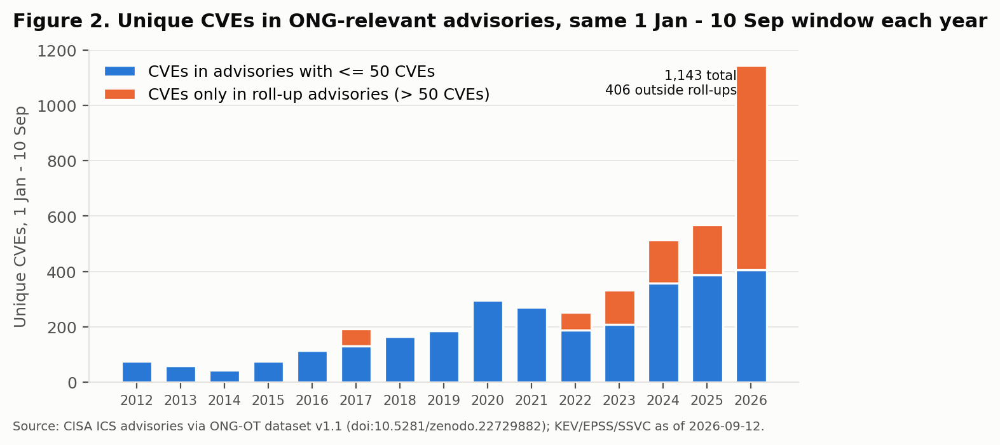 Figure 2. Unique CVEs in ONG-relevant advisories, same 1 Jan - 10 Sep window each year
Unique CVEs, 1 Jan - 10 Sep
1200
1000
800
600
400
200
0
CVEs in advisories with <= 50 CVEs
CVEs only in roll-up advisories (> 50 CVEs)
1,143 total
406 outside roll-ups
2012 2013 2014 2015 2016 2017 2018 2019 2020 2021 2022 2023 2024 2025 2026
Source: CISA ICS advisories via ONG-OT dataset v1.1 (doi:10.5281/zenodo.22729882); KEV/EPSS/SSVC as of 2026-09-12.